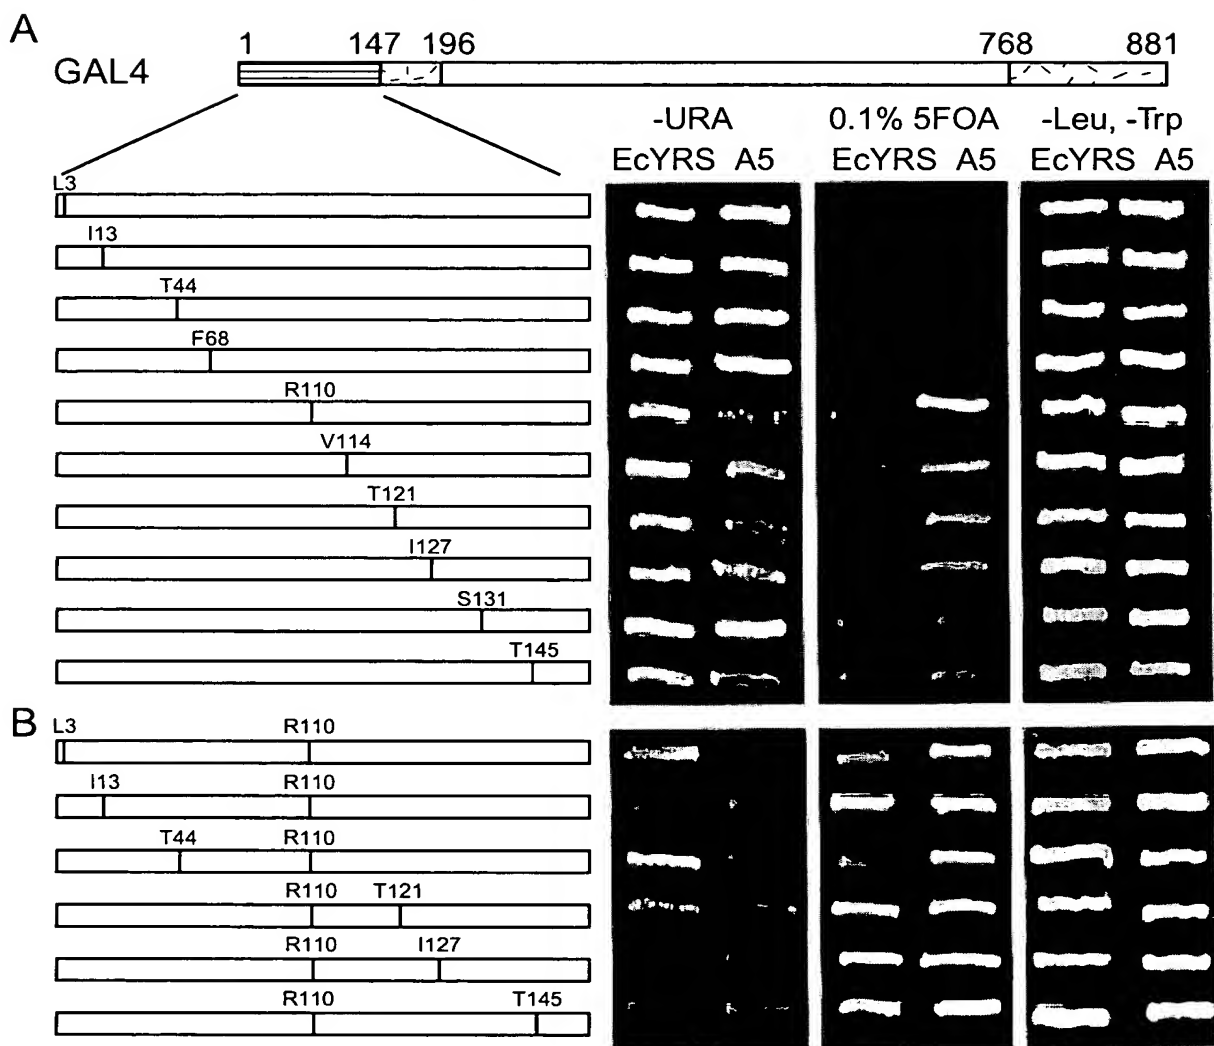 A
1 147 196 768 881
GAL4
-URA 0.1% 5FOA -Leu, -Trp
EcYRS A5 EcYRS A5 EcYRS A5
L3
I13
T44
F68
R110
V114
T121
I127
S131
T145
B
L3 R110
I13 R110
T44 R110
R110 T121
R110 I127
R110 T145